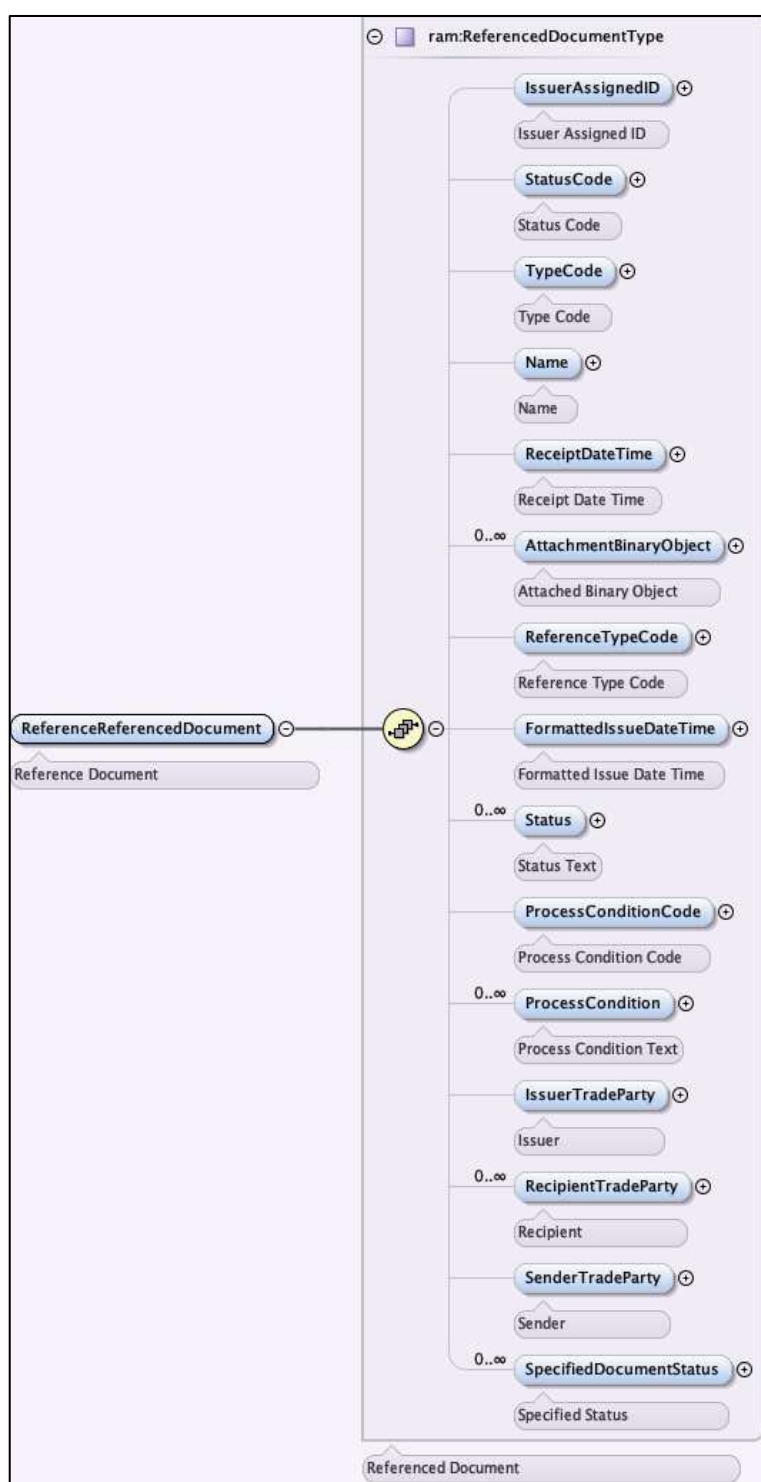 ram:ReferencedDocumentType
IssuerAssignedID
Issuer Assigned ID
StatusCode
Status Code
TypeCode
Type Code
Name
Name
ReceiptDateTime
Receipt Date Time
0..∞
AttachmentBinaryObject
Attached Binary Object
ReferenceTypeCode
Reference Type Code
ReferenceReferencedDocument
Reference Document
FormattedIssueDateTime
Formatted Issue Date Time
0..∞
Status
Status Text
ProcessConditionCode
Process Condition Code
0..∞
ProcessCondition
Process Condition Text
IssuerTradeParty
Issuer
0..∞
RecipientTradeParty
Recipient
SenderTradeParty
Sender
0..∞
SpecifiedDocumentStatus
Specified Status
Referenced Document